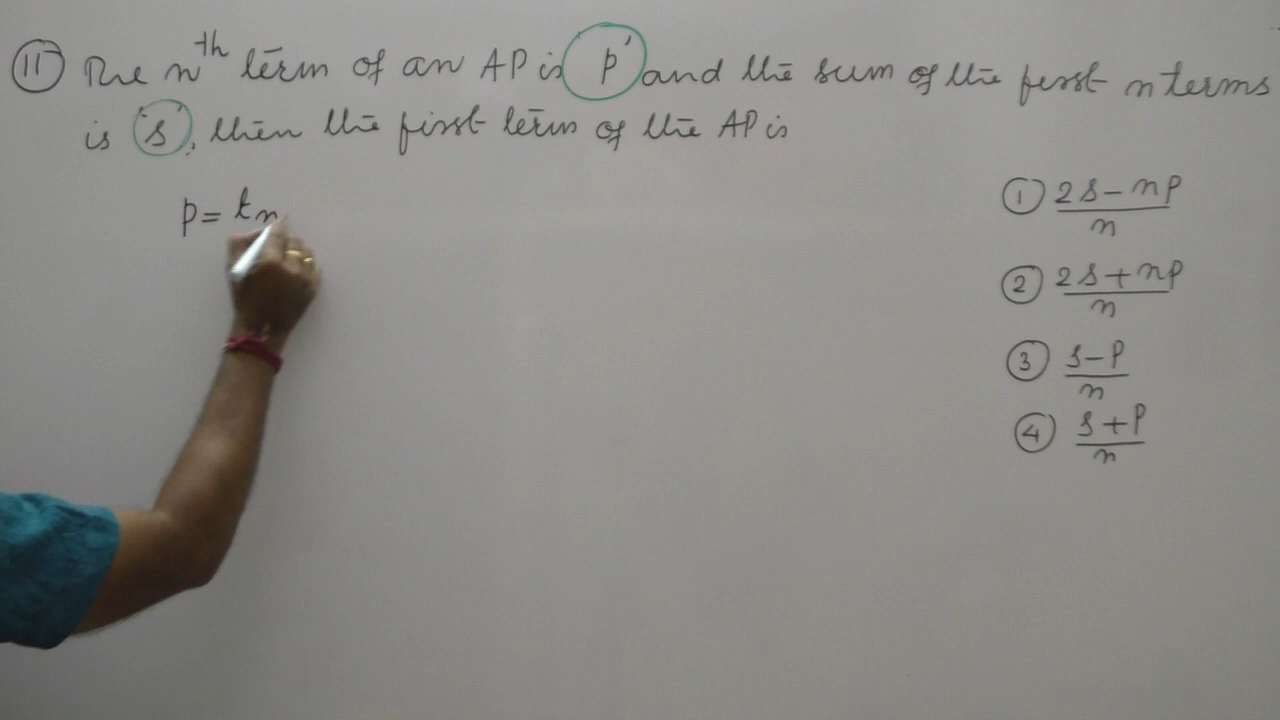 11 The nth term of an AP is 'p' and the sum of the first n terms
is 's', then the first term of the AP is
p = tn
1 2s-np/n
2 2s+np/n
3 s-p/n
4 s+p/n